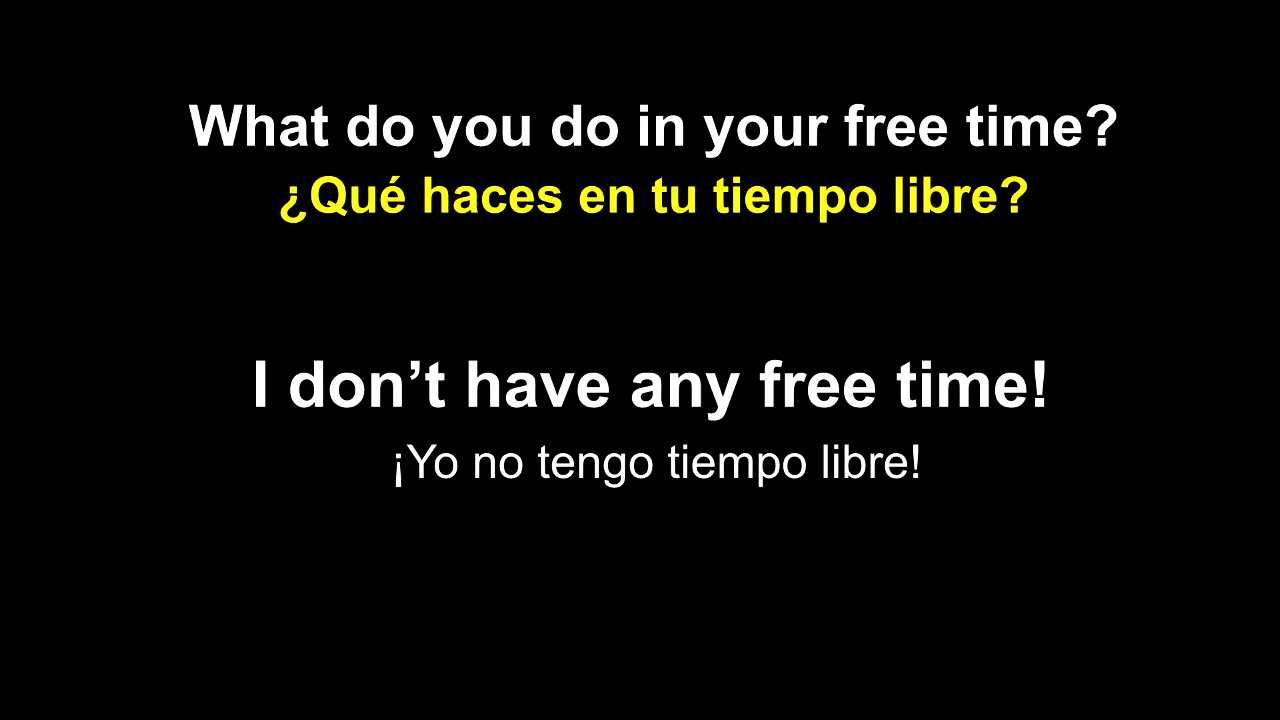 What do you do in your free time?
¿Qué haces en tu tiempo libre?
I don’t have any free time!
¡Yo no tengo tiempo libre!